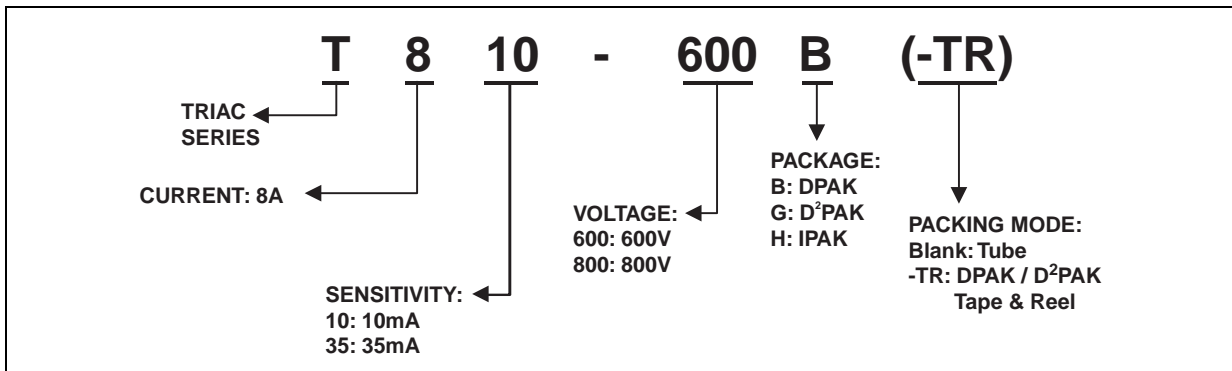 T 8 10 - 600 B (-TR)
TRIAC
SERIES
CURRENT: 8A
SENSITIVITY:
10: 10mA
35: 35mA
VOLTAGE:
600: 600V
800: 800V
PACKAGE:
B: DPAK
G: D²PAK
H: IPAK
PACKING MODE:
Blank: Tube
-TR: DPAK / D²PAK
Tape & Reel